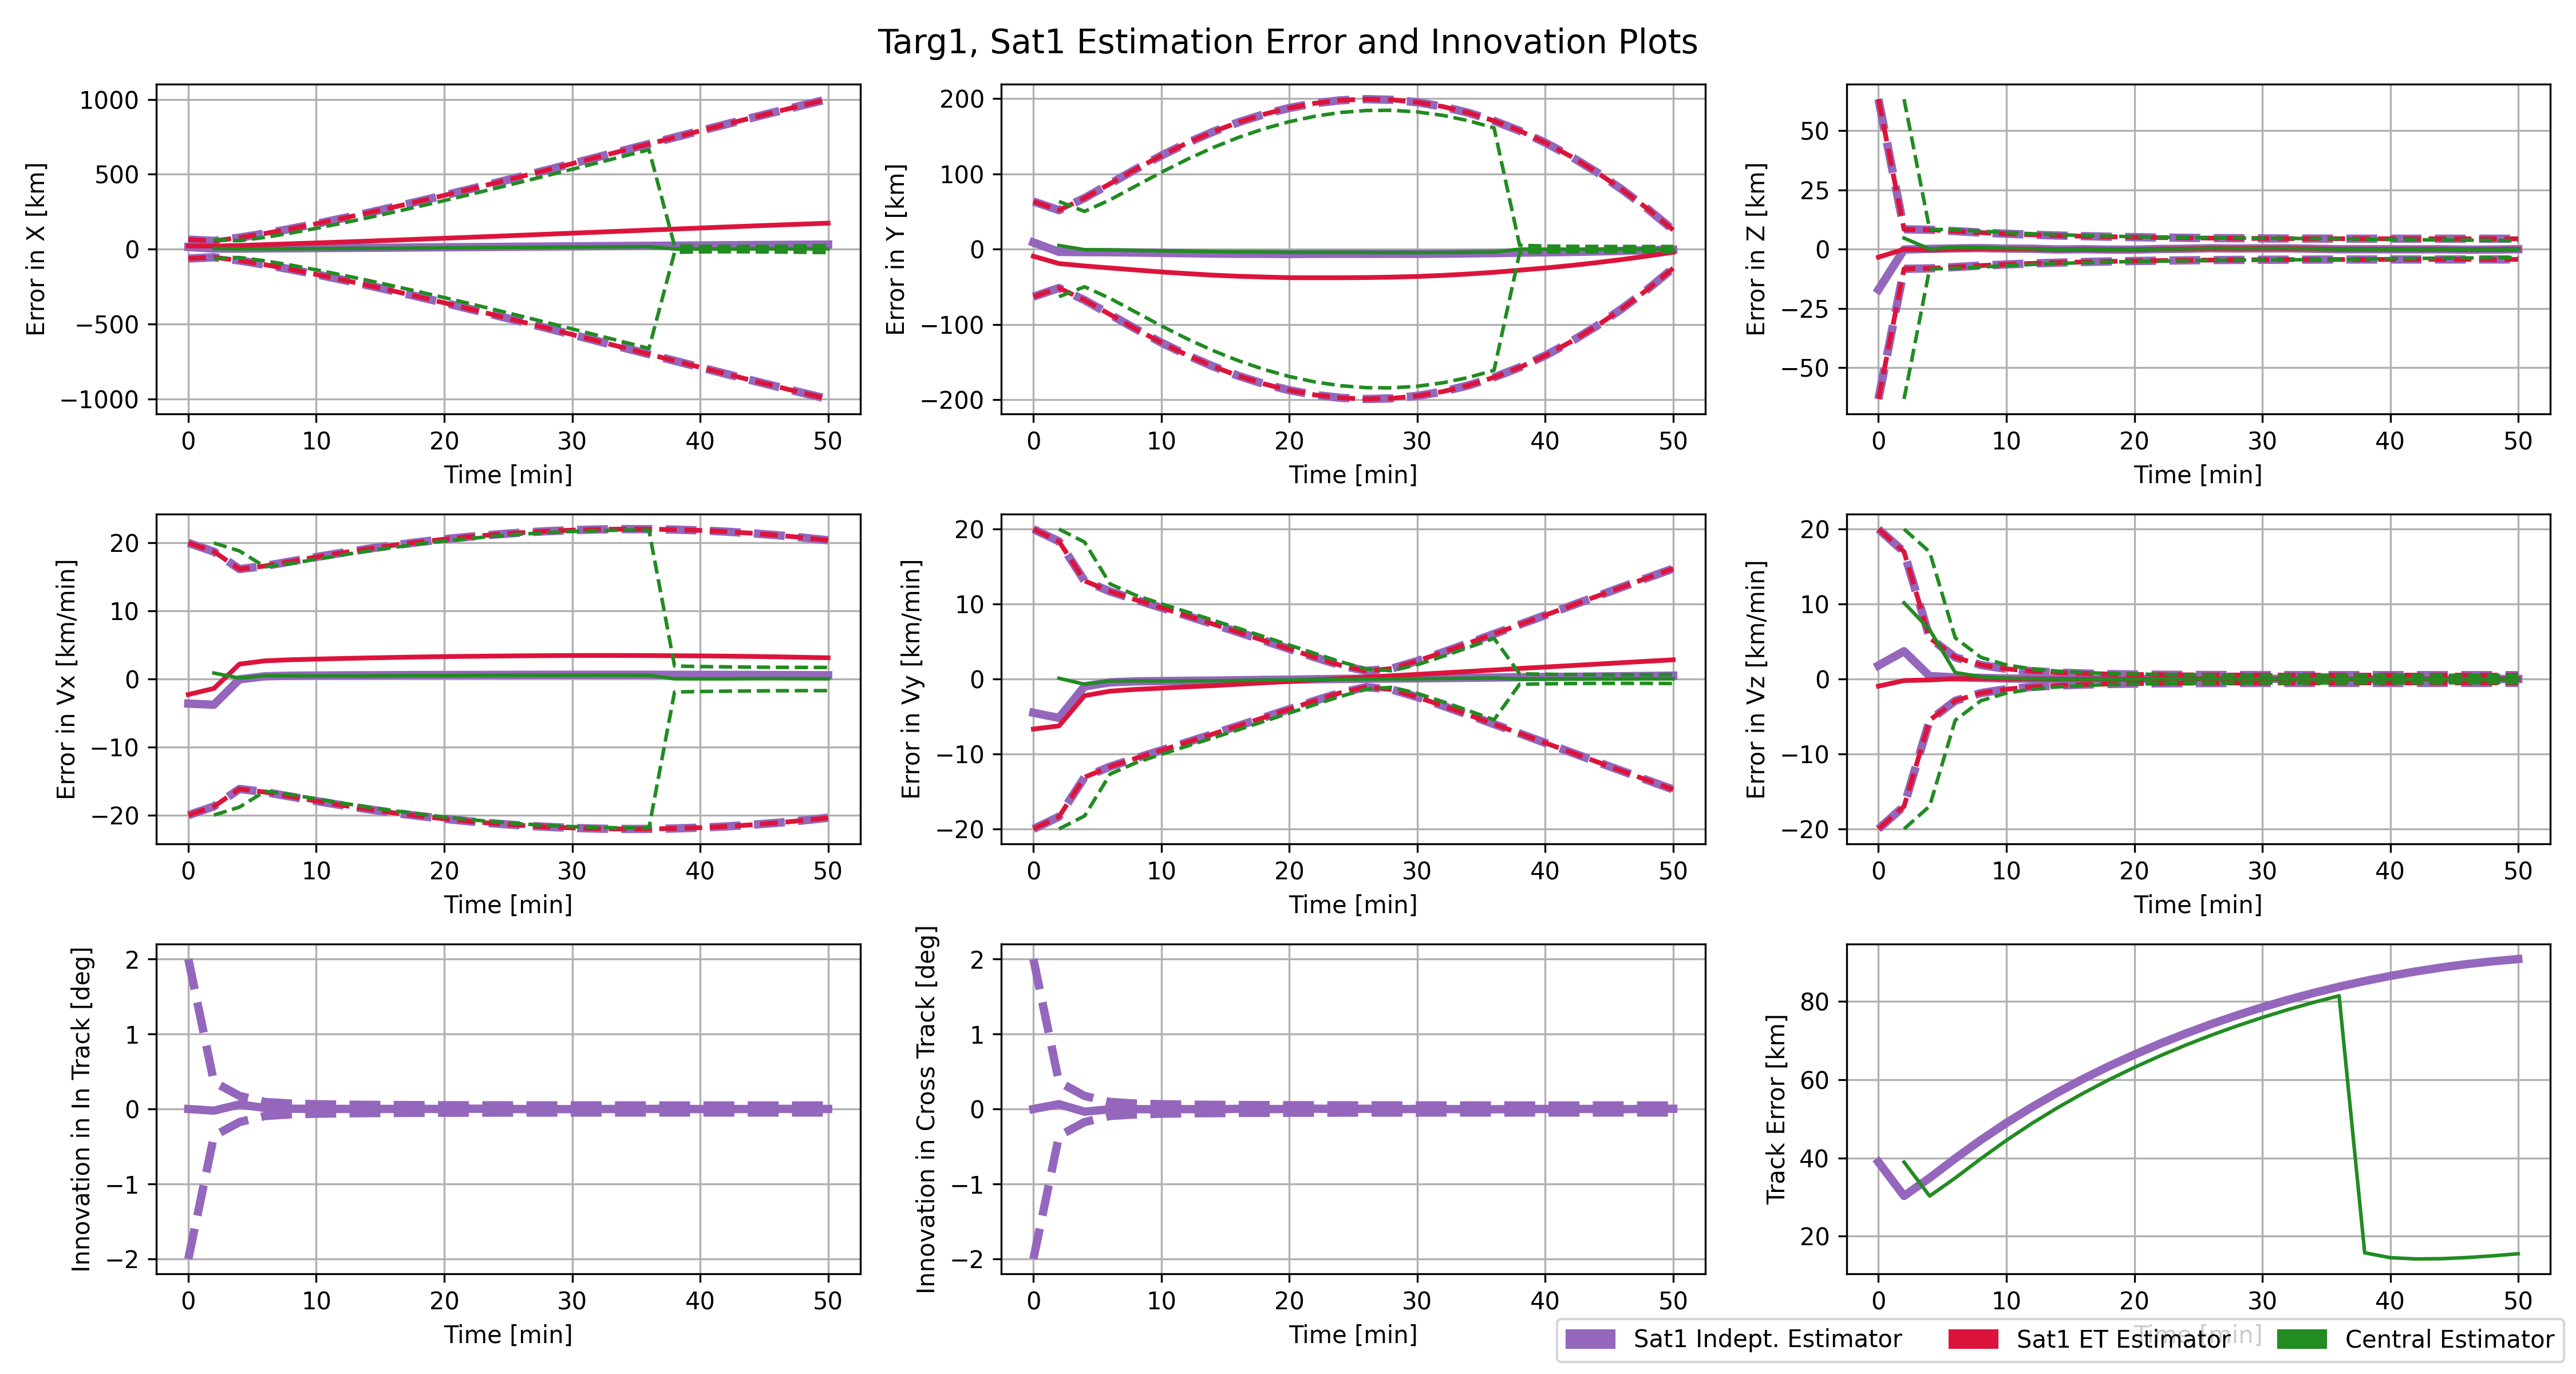 Targ1, Sat1 Estimation Error and Innovation Plots
Error in X [km]
1000
500
0
−500
−1000
0 10 20 30 40 50
Time [min]
Error in Y [km]
200
100
0
−100
−200
0 10 20 30 40 50
Time [min]
Error in Z [km]
50
25
0
−25
−50
0 10 20 30 40 50
Time [min]
Error in Vx [km/min]
20
10
0
−10
−20
0 10 20 30 40 50
Time [min]
Error in Vy [km/min]
20
10
0
−10
−20
0 10 20 30 40 50
Time [min]
Error in Vz [km/min]
20
10
0
−10
−20
0 10 20 30 40 50
Time [min]
Innovation in In Track [deg]
2
1
0
−1
−2
0 10 20 30 40 50
Time [min]
Innovation in Cross Track [deg]
2
1
0
−1
−2
0 10 20 30 40 50
Time [min]
Track Error [km]
80
60
40
20
0 10 20 30 40 50
Time [min]
Sat1 Indept. Estimator Sat1 ET Estimator Central Estimator